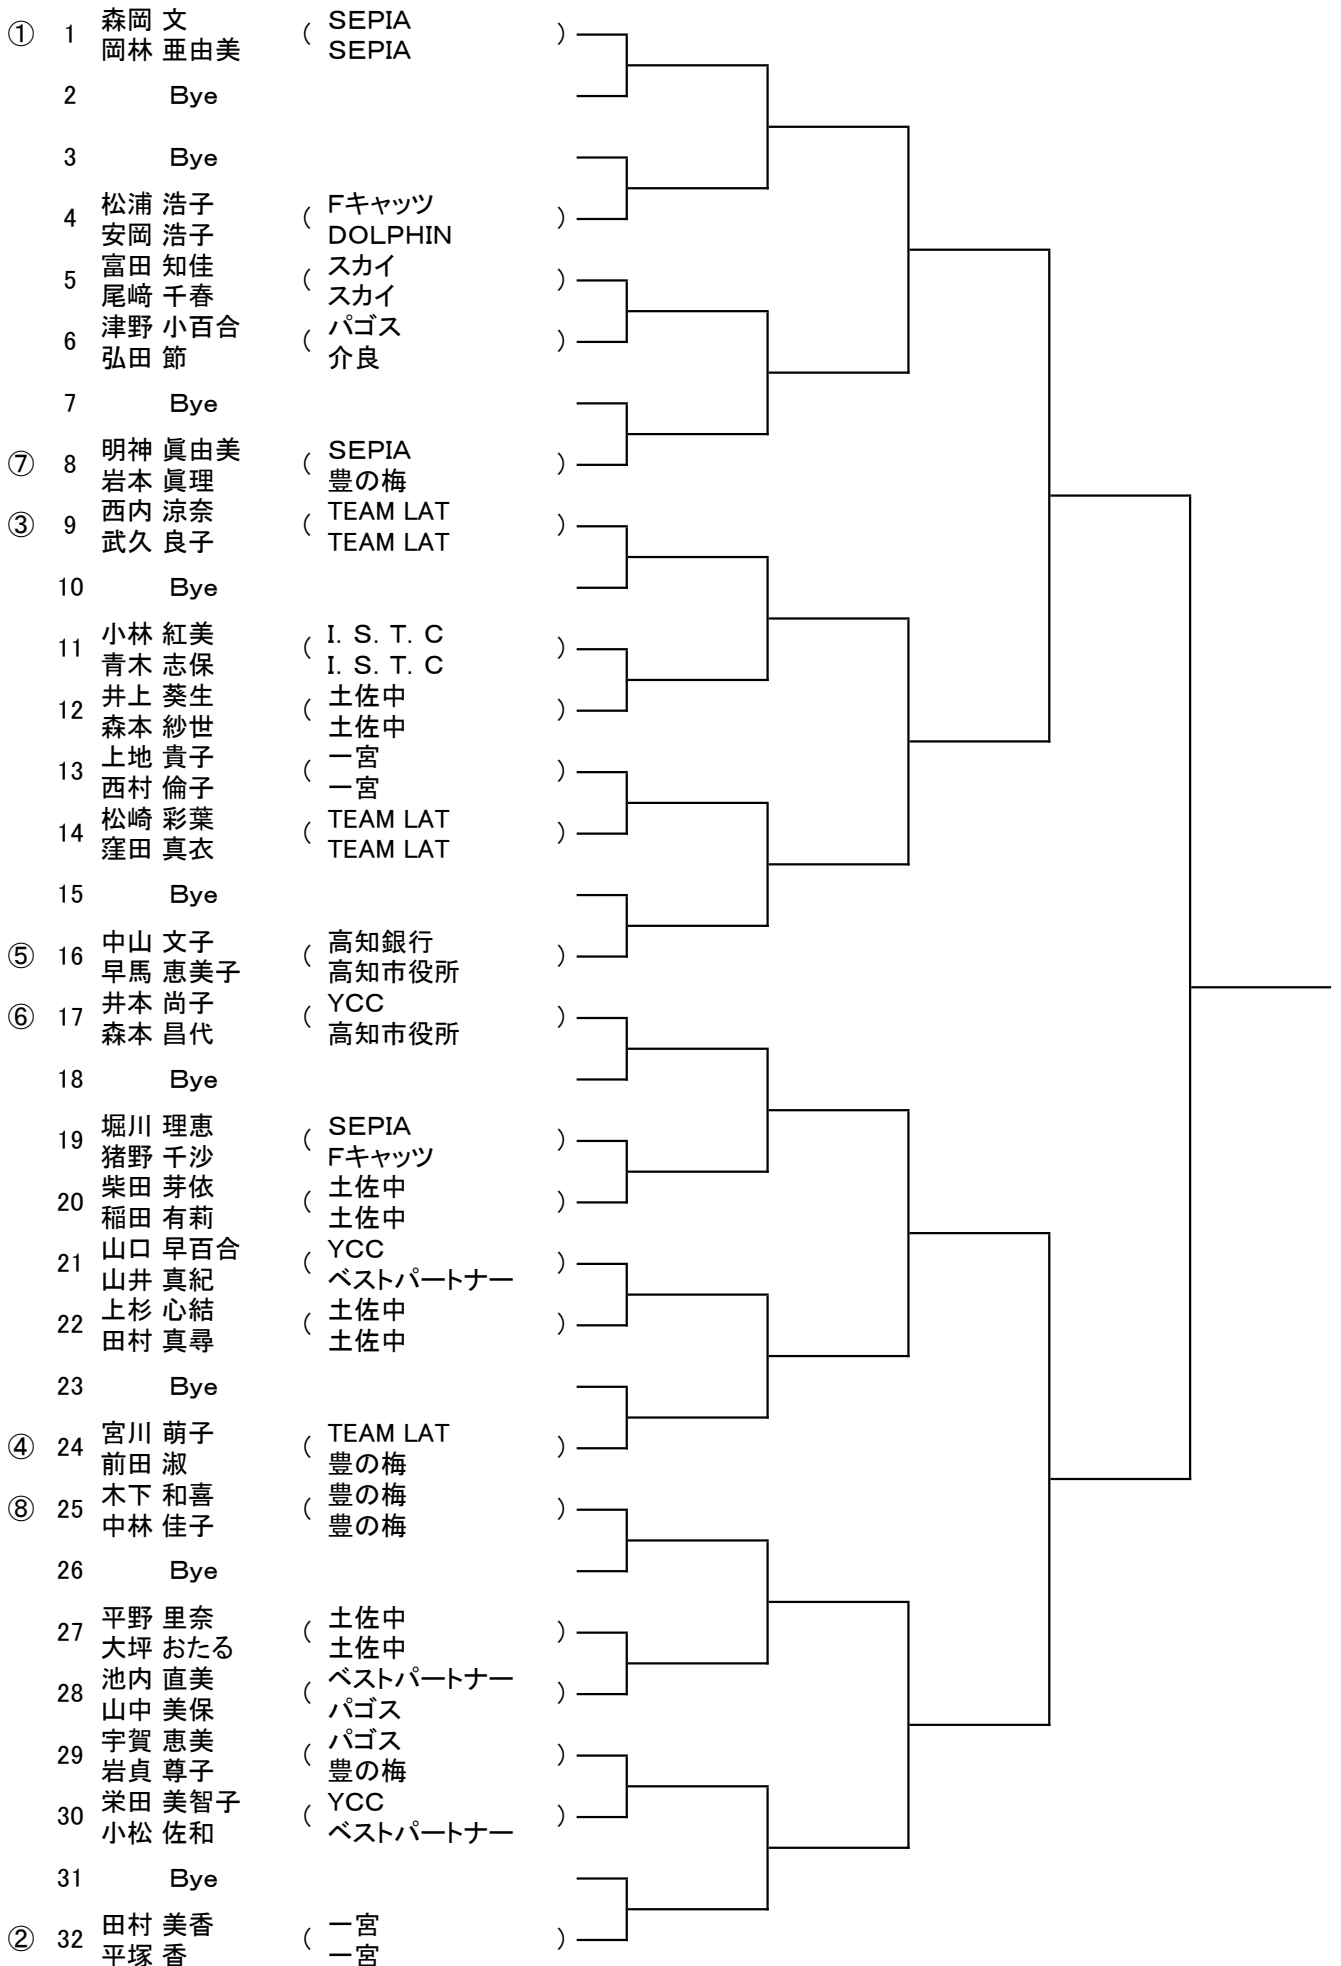 ① 1 森岡 文 ( SEPIA )
岡林 亜由美 SEPIA
2 Bye
3 Bye
4 松浦 浩子 ( Fキャッツ )
安岡 浩子 DOLPHIN
5 富田 知佳 ( スカイ )
尾﨑 千春 スカイ
6 津野 小百合 ( パゴス )
弘田 節 介良
7 Bye
⑦ 8 明神 眞由美 ( SEPIA )
岩本 眞理 豊の梅
③ 9 西内 涼奈 ( TEAM LAT )
武久 良子 TEAM LAT
10 Bye
11 小林 紅美 ( I.S.T.C )
青木 志保 I.S.T.C
12 井上 葵生 ( 土佐中 )
森本 紗世 土佐中
13 上地 貴子 ( 一宮 )
西村 倫子 一宮
14 松崎 彩葉 ( TEAM LAT )
窪田 真衣 TEAM LAT
15 Bye
⑤ 16 中山 文子 ( 高知銀行 )
早馬 恵美子 高知市役所
⑥ 17 井本 尚子 ( YCC )
森本 昌代 高知市役所
18 Bye
19 堀川 理恵 ( SEPIA )
猪野 千沙 Fキャッツ
20 柴田 芽依 ( 土佐中 )
稲田 有莉 土佐中
21 山口 早百合 ( YCC )
山井 真紀 ベストパートナー
22 上杉 心結 ( 土佐中 )
田村 真尋 土佐中
23 Bye
④ 24 宮川 萌子 ( TEAM LAT )
前田 淑 豊の梅
⑧ 25 木下 和喜 ( 豊の梅 )
中林 佳子 豊の梅
26 Bye
27 平野 里奈 ( 土佐中 )
大坪 おたる 土佐中
28 池内 直美 ( ベストパートナー )
山中 美保 パゴス
29 宇賀 恵美 ( パゴス )
岩貞 尊子 豊の梅
30 栄田 美智子 ( YCC )
小松 佐和 ベストパートナー
31 Bye
② 32 田村 美香 ( 一宮 )
平塚 香 一宮